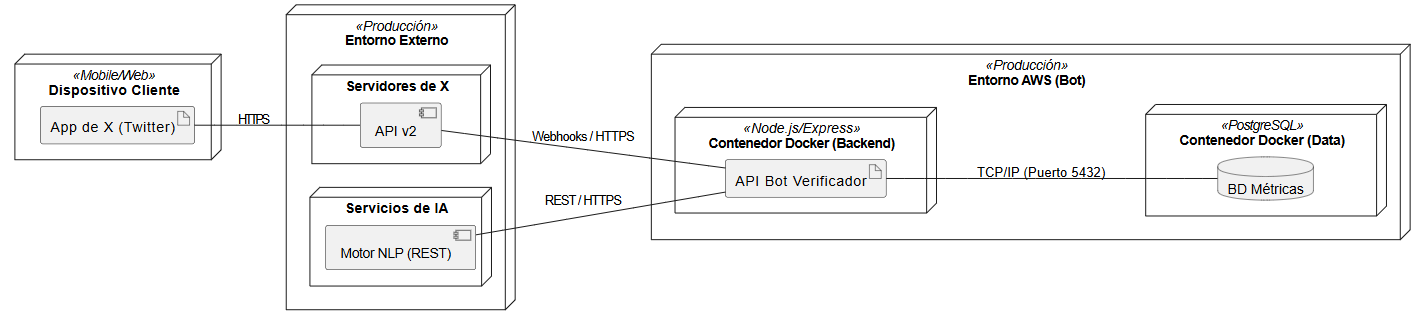 «Mobile/Web»
Dispositivo Cliente
App de X (Twitter)
HTTPS
«Producción»
Entorno Externo
Servidores de X
API v2
Servicios de IA
Motor NLP (REST)
Webhooks / HTTPS
REST / HTTPS
«Producción»
Entorno AWS (Bot)
«Node.js/Express»
Contenedor Docker (Backend)
API Bot Verificador
TCP/IP (Puerto 5432)
«PostgreSQL»
Contenedor Docker (Data)
BD Métricas